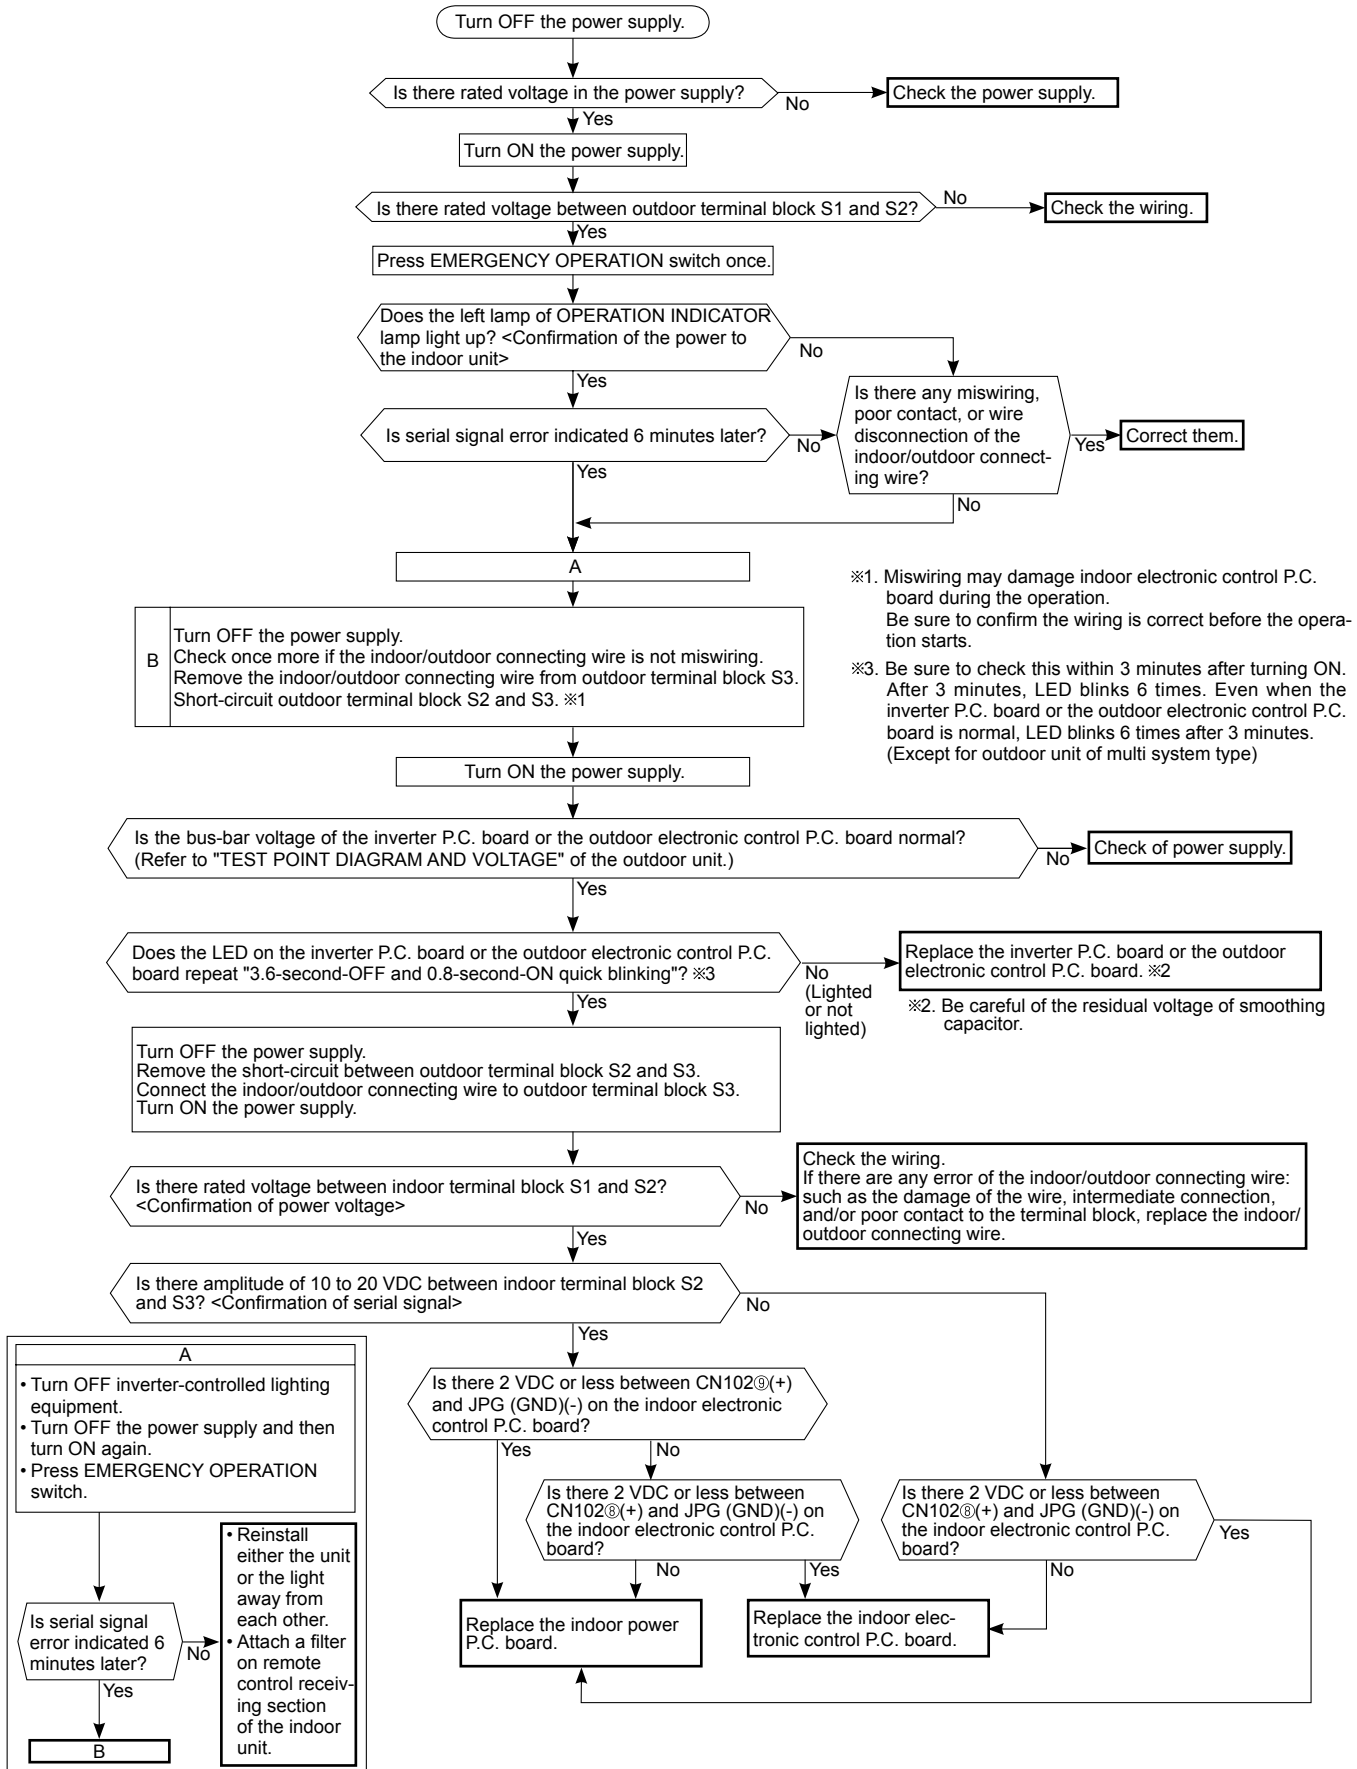 Turn OFF the power supply.
Is there rated voltage in the power supply?
No
Check the power supply.
Yes
Turn ON the power supply.
Is there rated voltage between outdoor terminal block S1 and S2?
No
Check the wiring.
Yes
Press EMERGENCY OPERATION switch once.
Does the left lamp of OPERATION INDICATOR
lamp light up? <Confirmation of the power to
the indoor unit>
No
Yes
Is there any miswiring,
poor contact, or wire
disconnection of the
indoor/outdoor connect-
ing wire?
Is serial signal error indicated 6 minutes later?
No
Yes
Correct them.
Yes
No
A
※1. Miswiring may damage indoor electronic control P.C.
board during the operation.
Be sure to confirm the wiring is correct before the opera-
tion starts.
※3. Be sure to check this within 3 minutes after turning ON.
After 3 minutes, LED blinks 6 times. Even when the
inverter P.C. board or the outdoor electronic control P.C.
board is normal, LED blinks 6 times after 3 minutes.
(Except for outdoor unit of multi system type)
B
Turn OFF the power supply.
Check once more if the indoor/outdoor connecting wire is not miswiring.
Remove the indoor/outdoor connecting wire from outdoor terminal block S3.
Short-circuit outdoor terminal block S2 and S3. ※1
Turn ON the power supply.
Is the bus-bar voltage of the inverter P.C. board or the outdoor electronic control P.C. board normal?
(Refer to "TEST POINT DIAGRAM AND VOLTAGE" of the outdoor unit.)
No
Check of power supply.
Yes
Does the LED on the inverter P.C. board or the outdoor electronic control P.C.
board repeat "3.6-second-OFF and 0.8-second-ON quick blinking"? ※3
No
(Lighted
or not
lighted)
Replace the inverter P.C. board or the outdoor
electronic control P.C. board. ※2
※2. Be careful of the residual voltage of smoothing
capacitor.
Yes
Turn OFF the power supply.
Remove the short-circuit between outdoor terminal block S2 and S3.
Connect the indoor/outdoor connecting wire to outdoor terminal block S3.
Turn ON the power supply.
Is there rated voltage between indoor terminal block S1 and S2?
<Confirmation of power voltage>
No
Check the wiring.
If there are any error of the indoor/outdoor connecting wire:
such as the damage of the wire, intermediate connection,
and/or poor contact to the terminal block, replace the indoor/
outdoor connecting wire.
Yes
Is there amplitude of 10 to 20 VDC between indoor terminal block S2
and S3? <Confirmation of serial signal>
No
Yes
Is there 2 VDC or less between CN102⑨(+)
and JPG (GND)(-) on the indoor electronic
control P.C. board?
Yes
No
Is there 2 VDC or less between
CN102⑧(+) and JPG (GND)(-) on
the indoor electronic control P.C.
board?
No
Yes
Is there 2 VDC or less between
CN102⑧(+) and JPG (GND)(-) on
the indoor electronic control P.C.
board?
Yes
No
Replace the indoor power
P.C. board.
Replace the indoor elec-
tronic control P.C. board.
A
• Turn OFF inverter-controlled lighting
equipment.
• Turn OFF the power supply and then
turn ON again.
• Press EMERGENCY OPERATION
switch.
Is serial signal
error indicated 6
minutes later?
No
• Reinstall
either the unit
or the light
away from
each other.
• Attach a filter
on remote
control receiv-
ing section
of the indoor
unit.
Yes
B